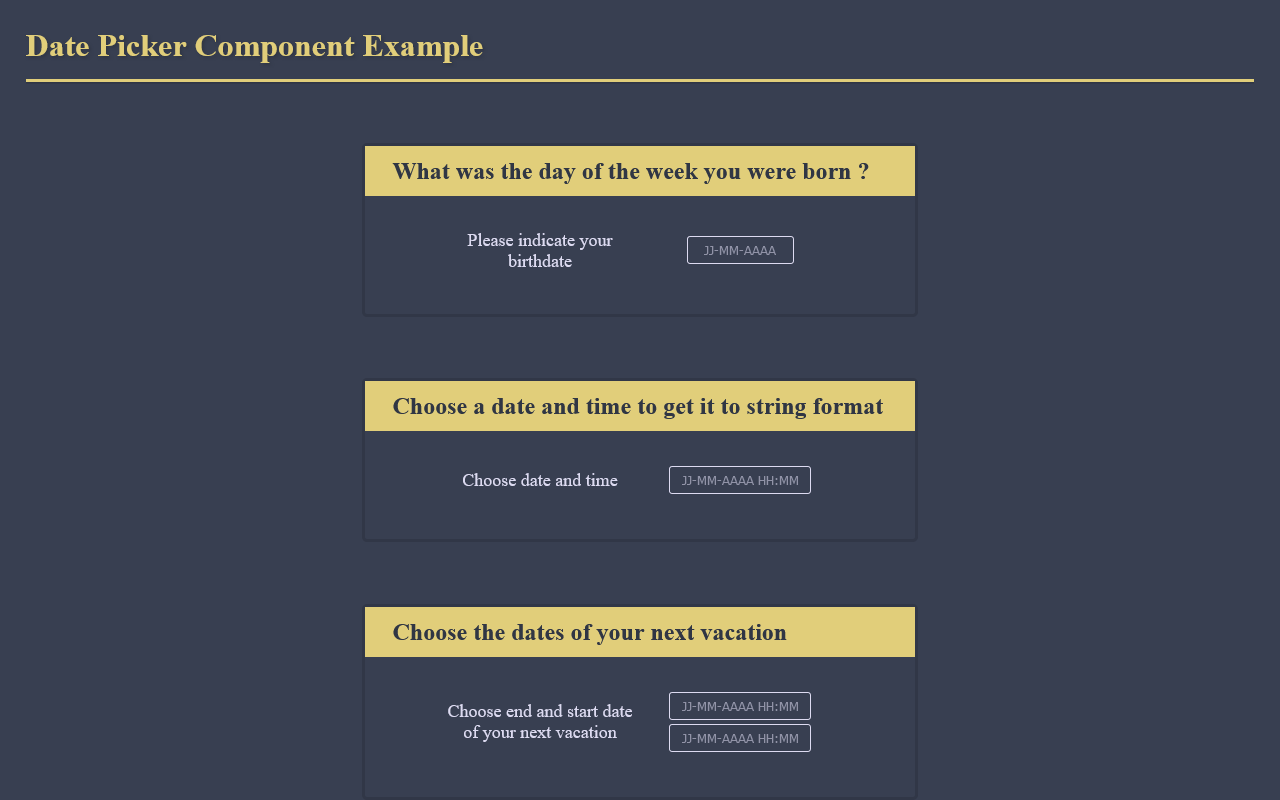 Date Picker Component Example
What was the day of the week you were born ?
Please indicate your
birthdate
JJ-MM-AAAA
Choose a date and time to get it to string format
Choose date and time
JJ-MM-AAAA HH:MM
Choose the dates of your next vacation
Choose end and start date
of your next vacation
JJ-MM-AAAA HH:MM
JJ-MM-AAAA HH:MM